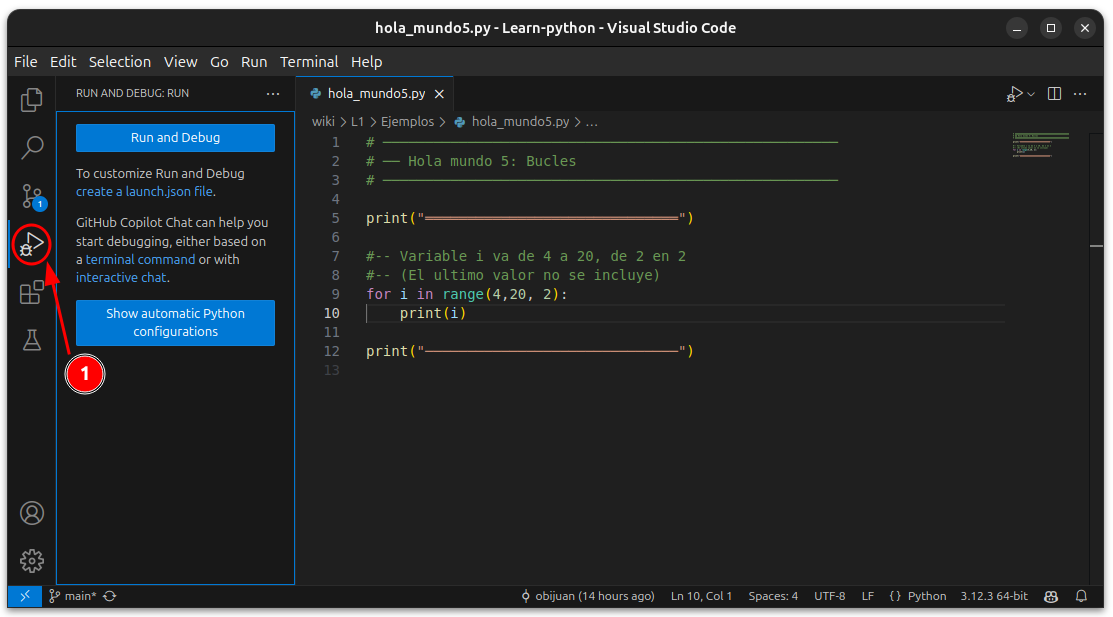 hola_mundo5.py - Learn-python - Visual Studio Code
File Edit Selection View Go Run Terminal Help
RUN AND DEBUG: RUN ···
Run and Debug
To customize Run and Debug
create a launch.json file.
GitHub Copilot Chat can help you
start debugging, either based on
a terminal command or with
interactive chat.
Show automatic Python
configurations
1
1
hola_mundo5.py
wiki > L1 > Ejemplos > hola_mundo5.py > ...
1 # ──────────────────────────────────────
2 # ── Hola mundo 5: Bucles
3 # ──────────────────────────────────────
4
5 print("══════════════════════════════")
6
7 #-- Variable i va de 4 a 20, de 2 en 2
8 #-- (El ultimo valor no se incluye)
9 for i in range(4,20, 2):
10 print(i)
11
12 print("──────────────────────────────")
13
main* obijuan (14 hours ago) Ln 10, Col 1 Spaces: 4 UTF-8 LF {} Python 3.12.3 64-bit